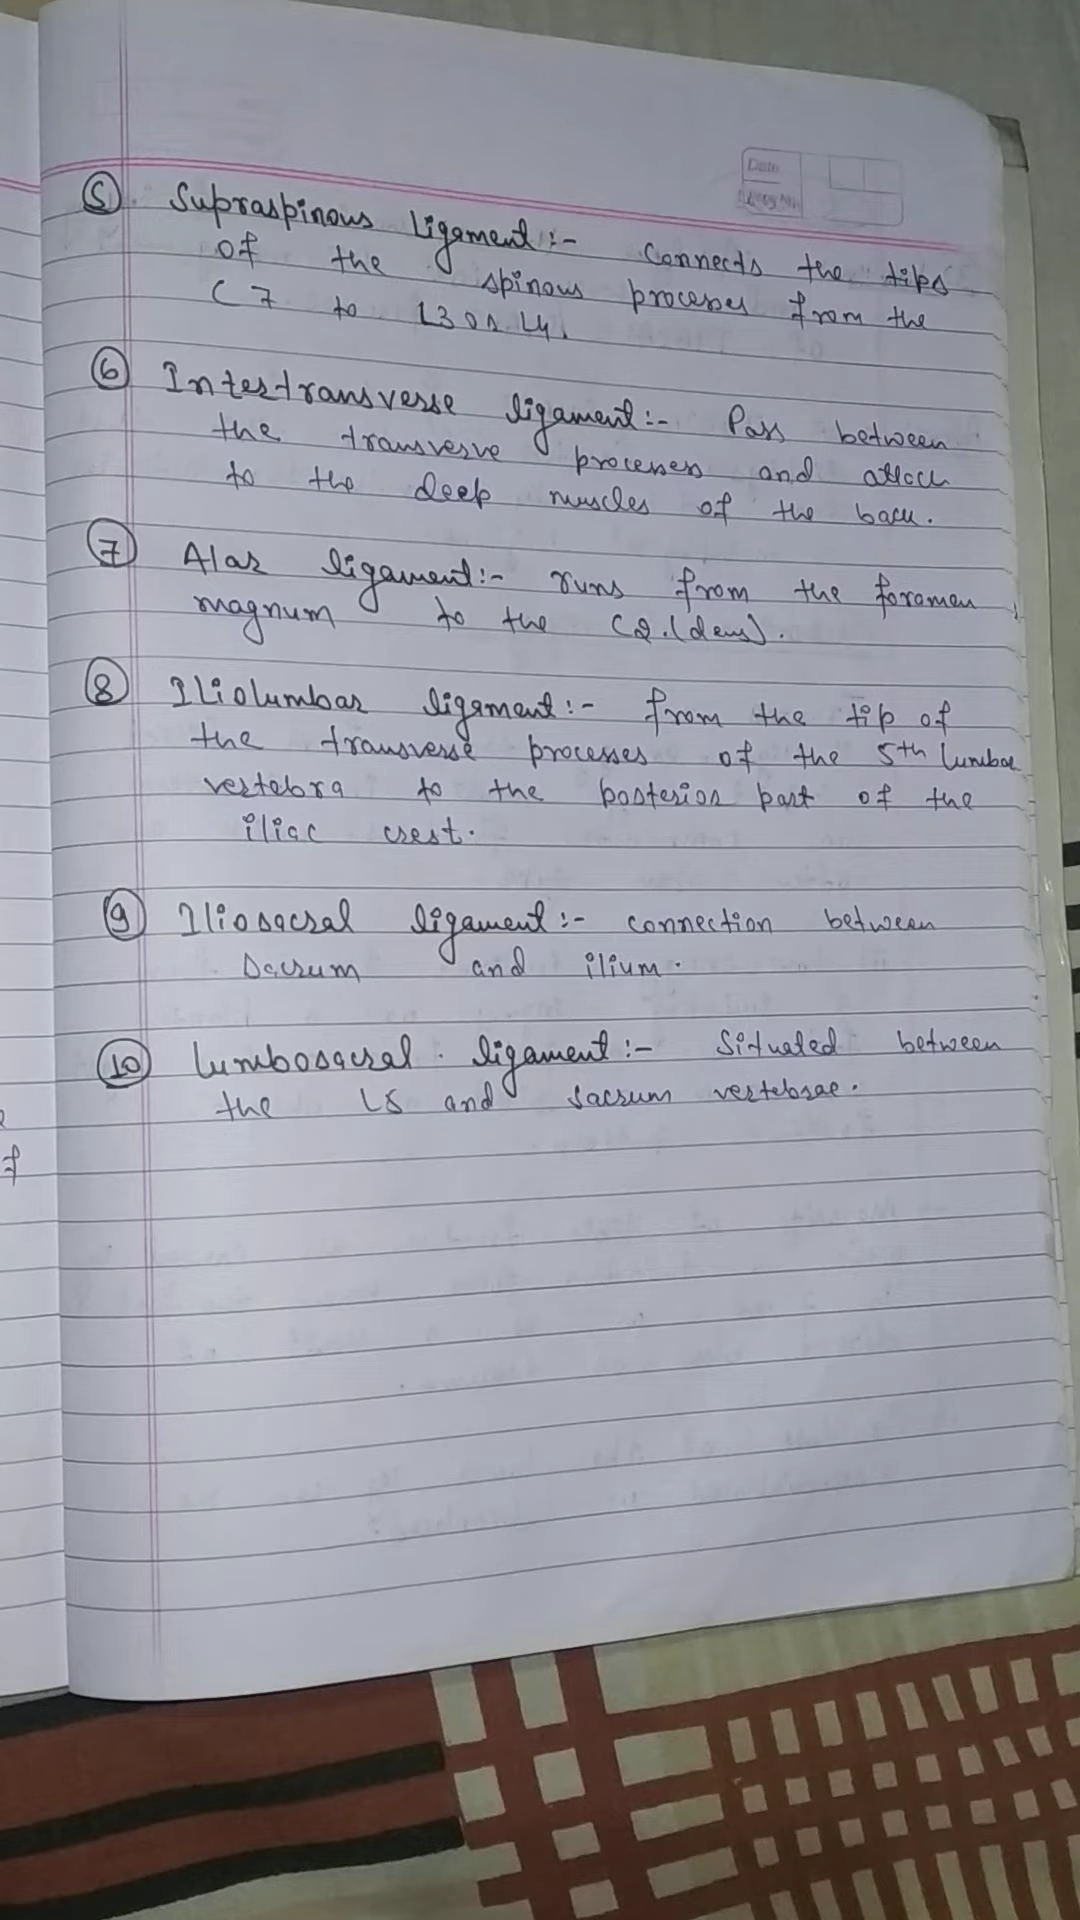 Date
⑤ Supraspinous Ligament:- Connects the tips
of the spinous processes from the
C7 to L3 or L4.
⑥ Intertransverse ligament:- Pass between
the transverse processes and attach
to the deep muscles of the back.
⑦ Alar ligament:- runs from the foramen
magnum to the C2.(dens).
⑧ Iliolumbar ligament:- from the tip of
the transverse processes of the 5th lumbar
vertebra to the posterior part of the
iliac crest.
⑨ Iliosacral ligament:- connection between
sacrum and ilium.
⑩ Lumbosacral ligament:- Situated between
the L5 and sacrum vertebrae.